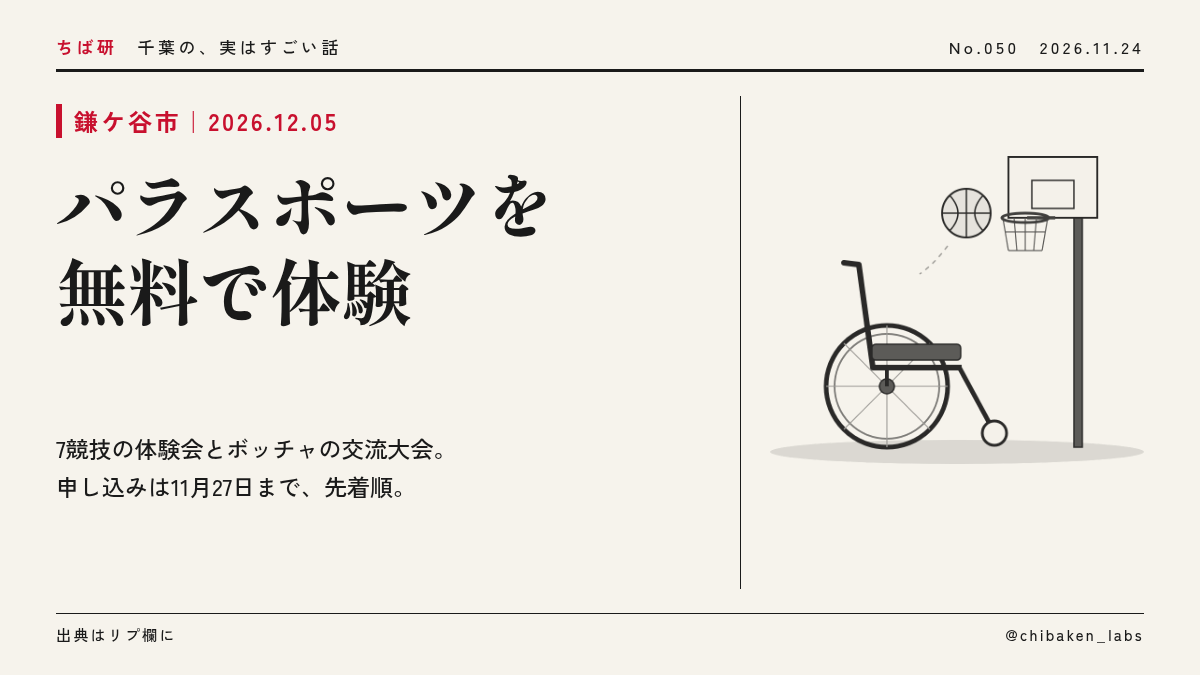 ちば研 千葉の、実はすごい話
No.050 2026.11.24
鎌ケ谷市｜2026.12.05
パラスポーツを
無料で体験
7競技の体験会とボッチャの交流大会。
申し込みは11月27日まで、先着順。
出典はリプ欄に
@chibaken_labs